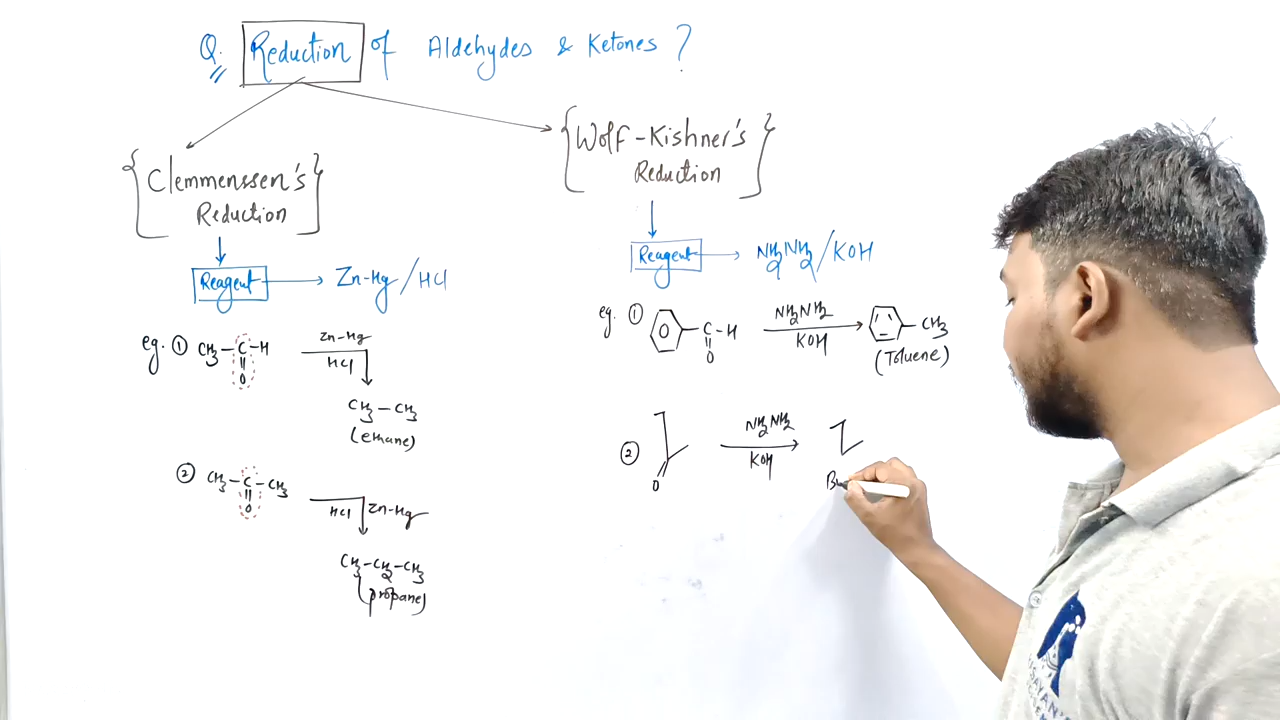 Q. Reduction of Aldehydes & Ketones ?
{Clemmenssen's
Reduction}
Reagent → Zn-Hg/HCl
eg. ① CH3-C-H
O
Zn-Hg
HCl
CH3-CH3
(ethane)
② CH3-C-CH3
O
HCl Zn-Hg
CH3-CH2-CH3
(propane)
{Wolf-Kishner's
Reduction}
Reagent → NH2NH2/KOH
eg. ① C-H
O
NH2NH2
KOH
CH3
(Toluene)
②
O
NH2NH2
KOH
Bu